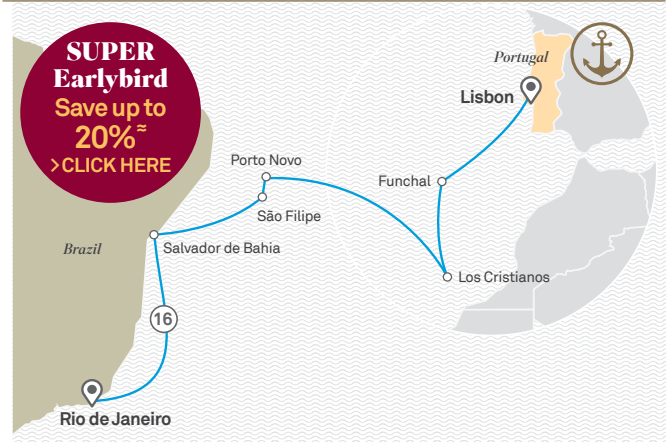 SUPER
Earlybird
Save up to
20%≈
>CLICK HERE
Portugal
Lisbon
Porto Novo
Funchal
São Filipe
Brazil
Salvador de Bahia
Los Cristianos
16
Rio de Janeiro